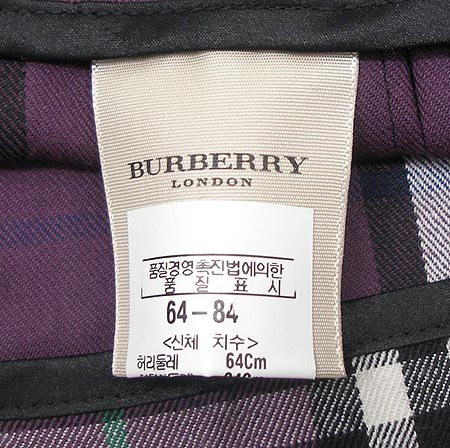 BURBERRY
LONDON
품질경영촉진법에의한
품 질 표 시
64-84
<신체 치수>
허리둘레 64Cm